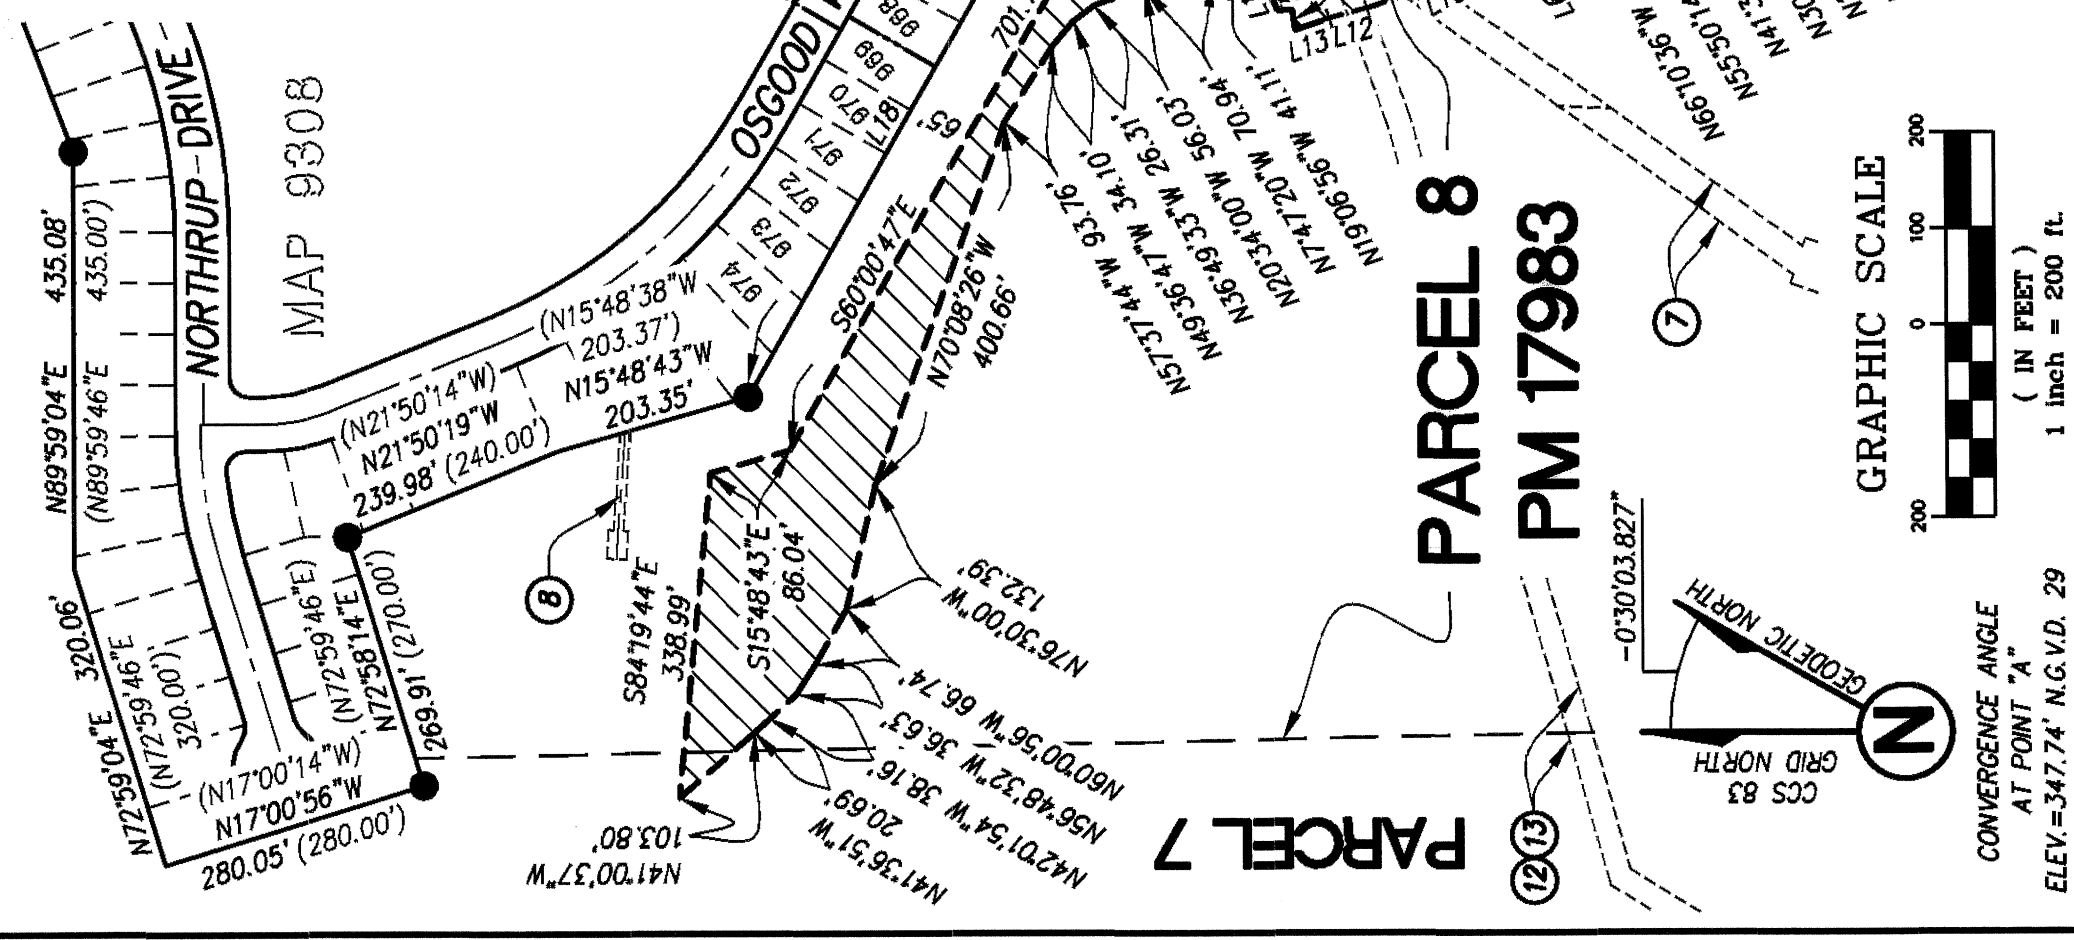 N89°59'04"E 435.08'
(N89°59'46"E 435.00')
NORTHRUP DRIVE
MAP 9308
OSGOOD
968
969
970
971
972
973
974
(L18)
65'
701.
L13
L12
N72°59'04"E 320.06'
(N72°59'46"E
320.00')
(N17°00'14"W)
N17°00'56"W
280.05' (280.00')
(N72°59'46"E)
N72°58'14"E
269.91' (270.00')
(N21°50'14"W)
N21°50'19"W
239.98' (240.00')
(N15°48'38"W
203.37')
N15°48'43"W
203.35'
8
S84°19'44"E
338.99'
S15°48'43"E
86.04'
S60°00'47"E
N70°08'26"W
400.66'
N57°37'44"W 93.76'
N49°36'47"W 34.10'
N36°49'33"W 26.31'
N20°34'00"W 56.03'
N7°47'20"W 70.94'
N19°06'56"W 41.11'
N66°10'36"W
N55°50'14
N41°3
N30
N76°30'00"W
132.39'
N60°00'56"W 66.74'
N56°48'32"W 36.63'
N42°01'54"W 38.16'
N41°36'51"W
20.69'
N41°00'37"W
103.80'
PARCEL 8
PM 17983
PARCEL 7
7
12
13
-0°30'03.827"
GEODETIC NORTH
CCS 83
GRID NORTH
N
CONVERGENCE ANGLE
AT POINT "A"
ELEV.=347.74' N.G.V.D. 29
GRAPHIC SCALE
200 0 100 200
( IN FEET )
1 inch = 200 ft.